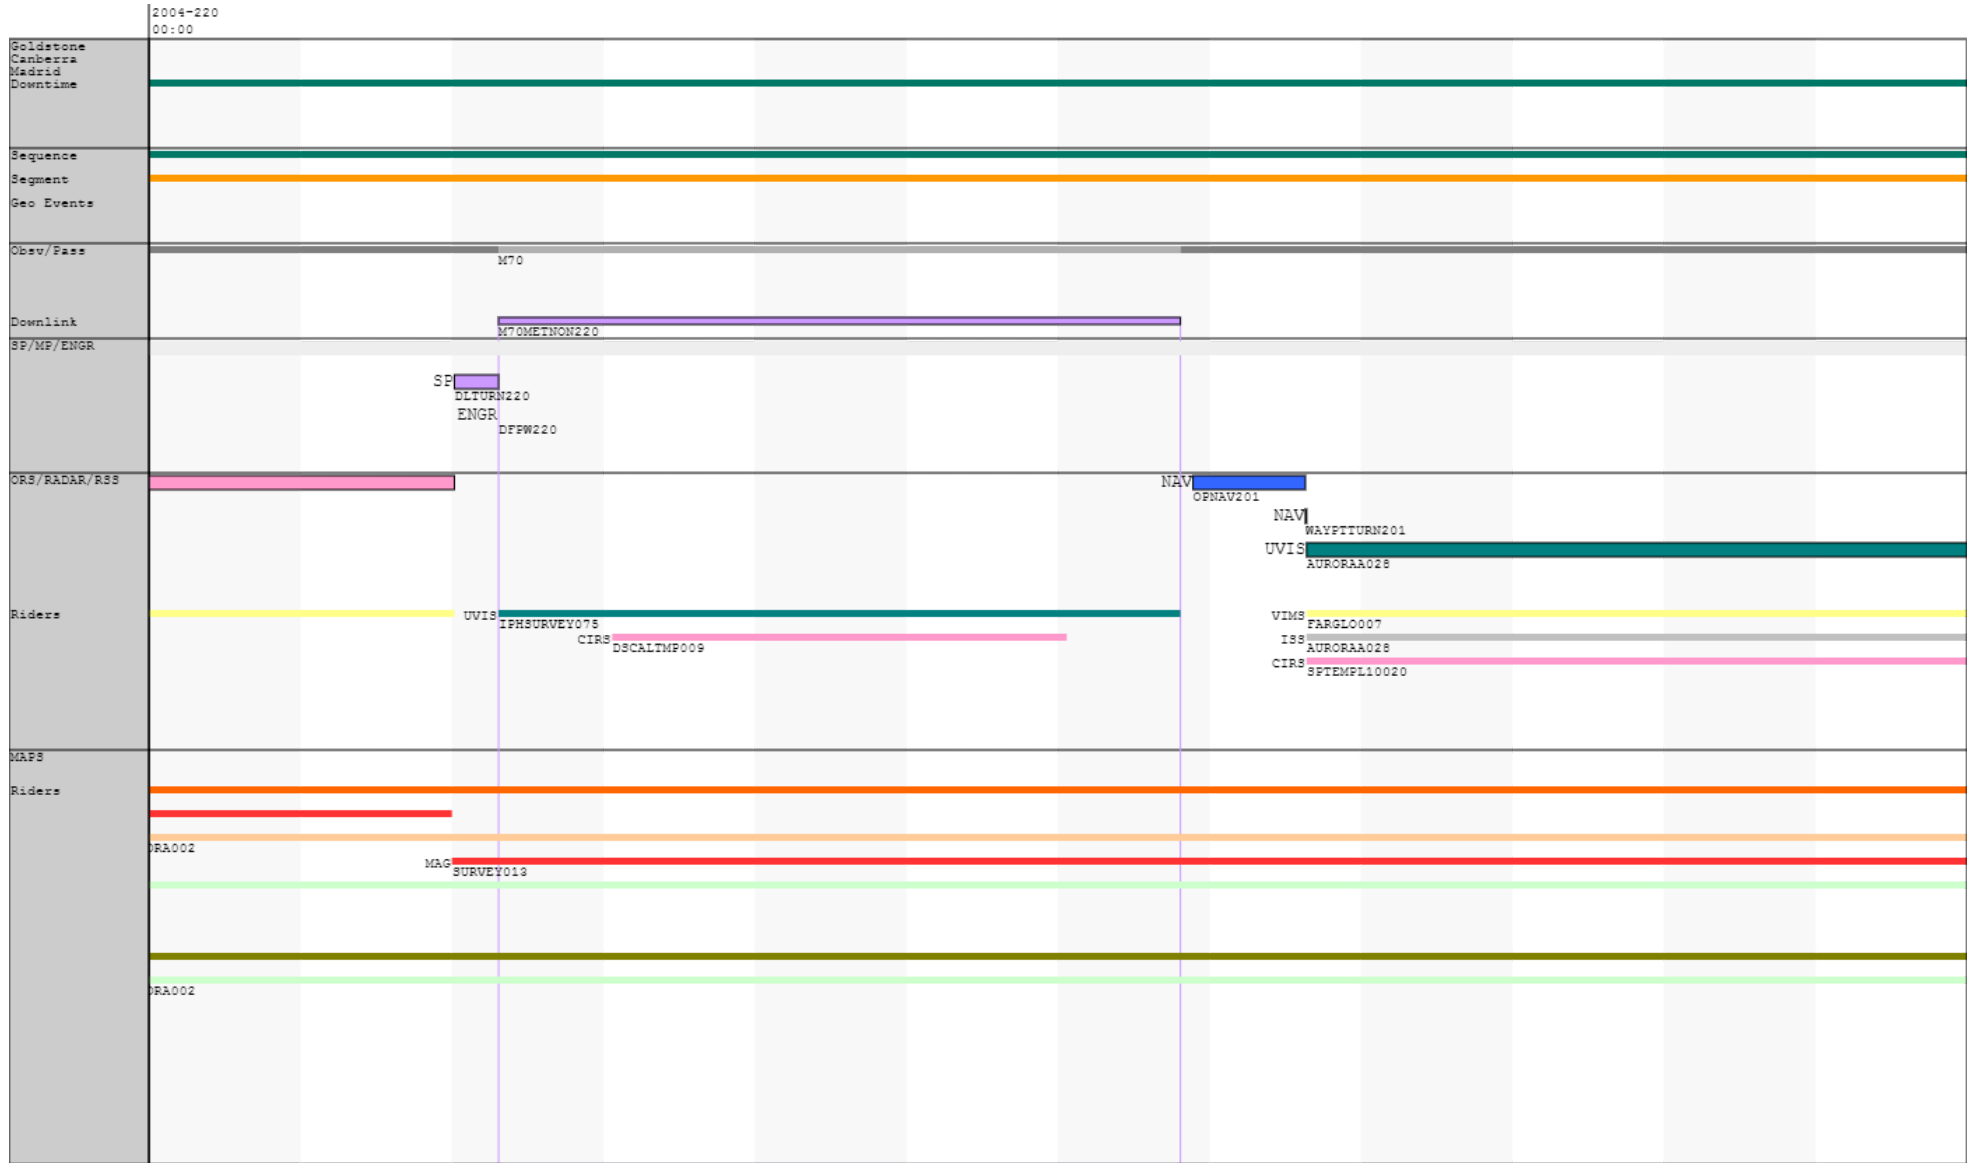 2004-220
00:00
Goldstone
Canberra
Madrid
Downtime
Sequence
Segment
Geo Events
Obsv/Pass
M70
Downlink
M70METNON220
SP/MP/ENGR
SP
DLTURN220
ENGR
DFPW220
ORS/RADAR/RSS
NAV
OPNAV201
NAV
WAYPTTURN201
UVIS
AURORAA028
Riders
UVIS
IPHSURVEY075
VIMS
FARGLO007
CIRS
DSCALTMP009
ISS
AURORAA028
CIRS
SPTEMPL10020
MAPS
Riders
ORA002
MAG
SURVEY013
ORA002